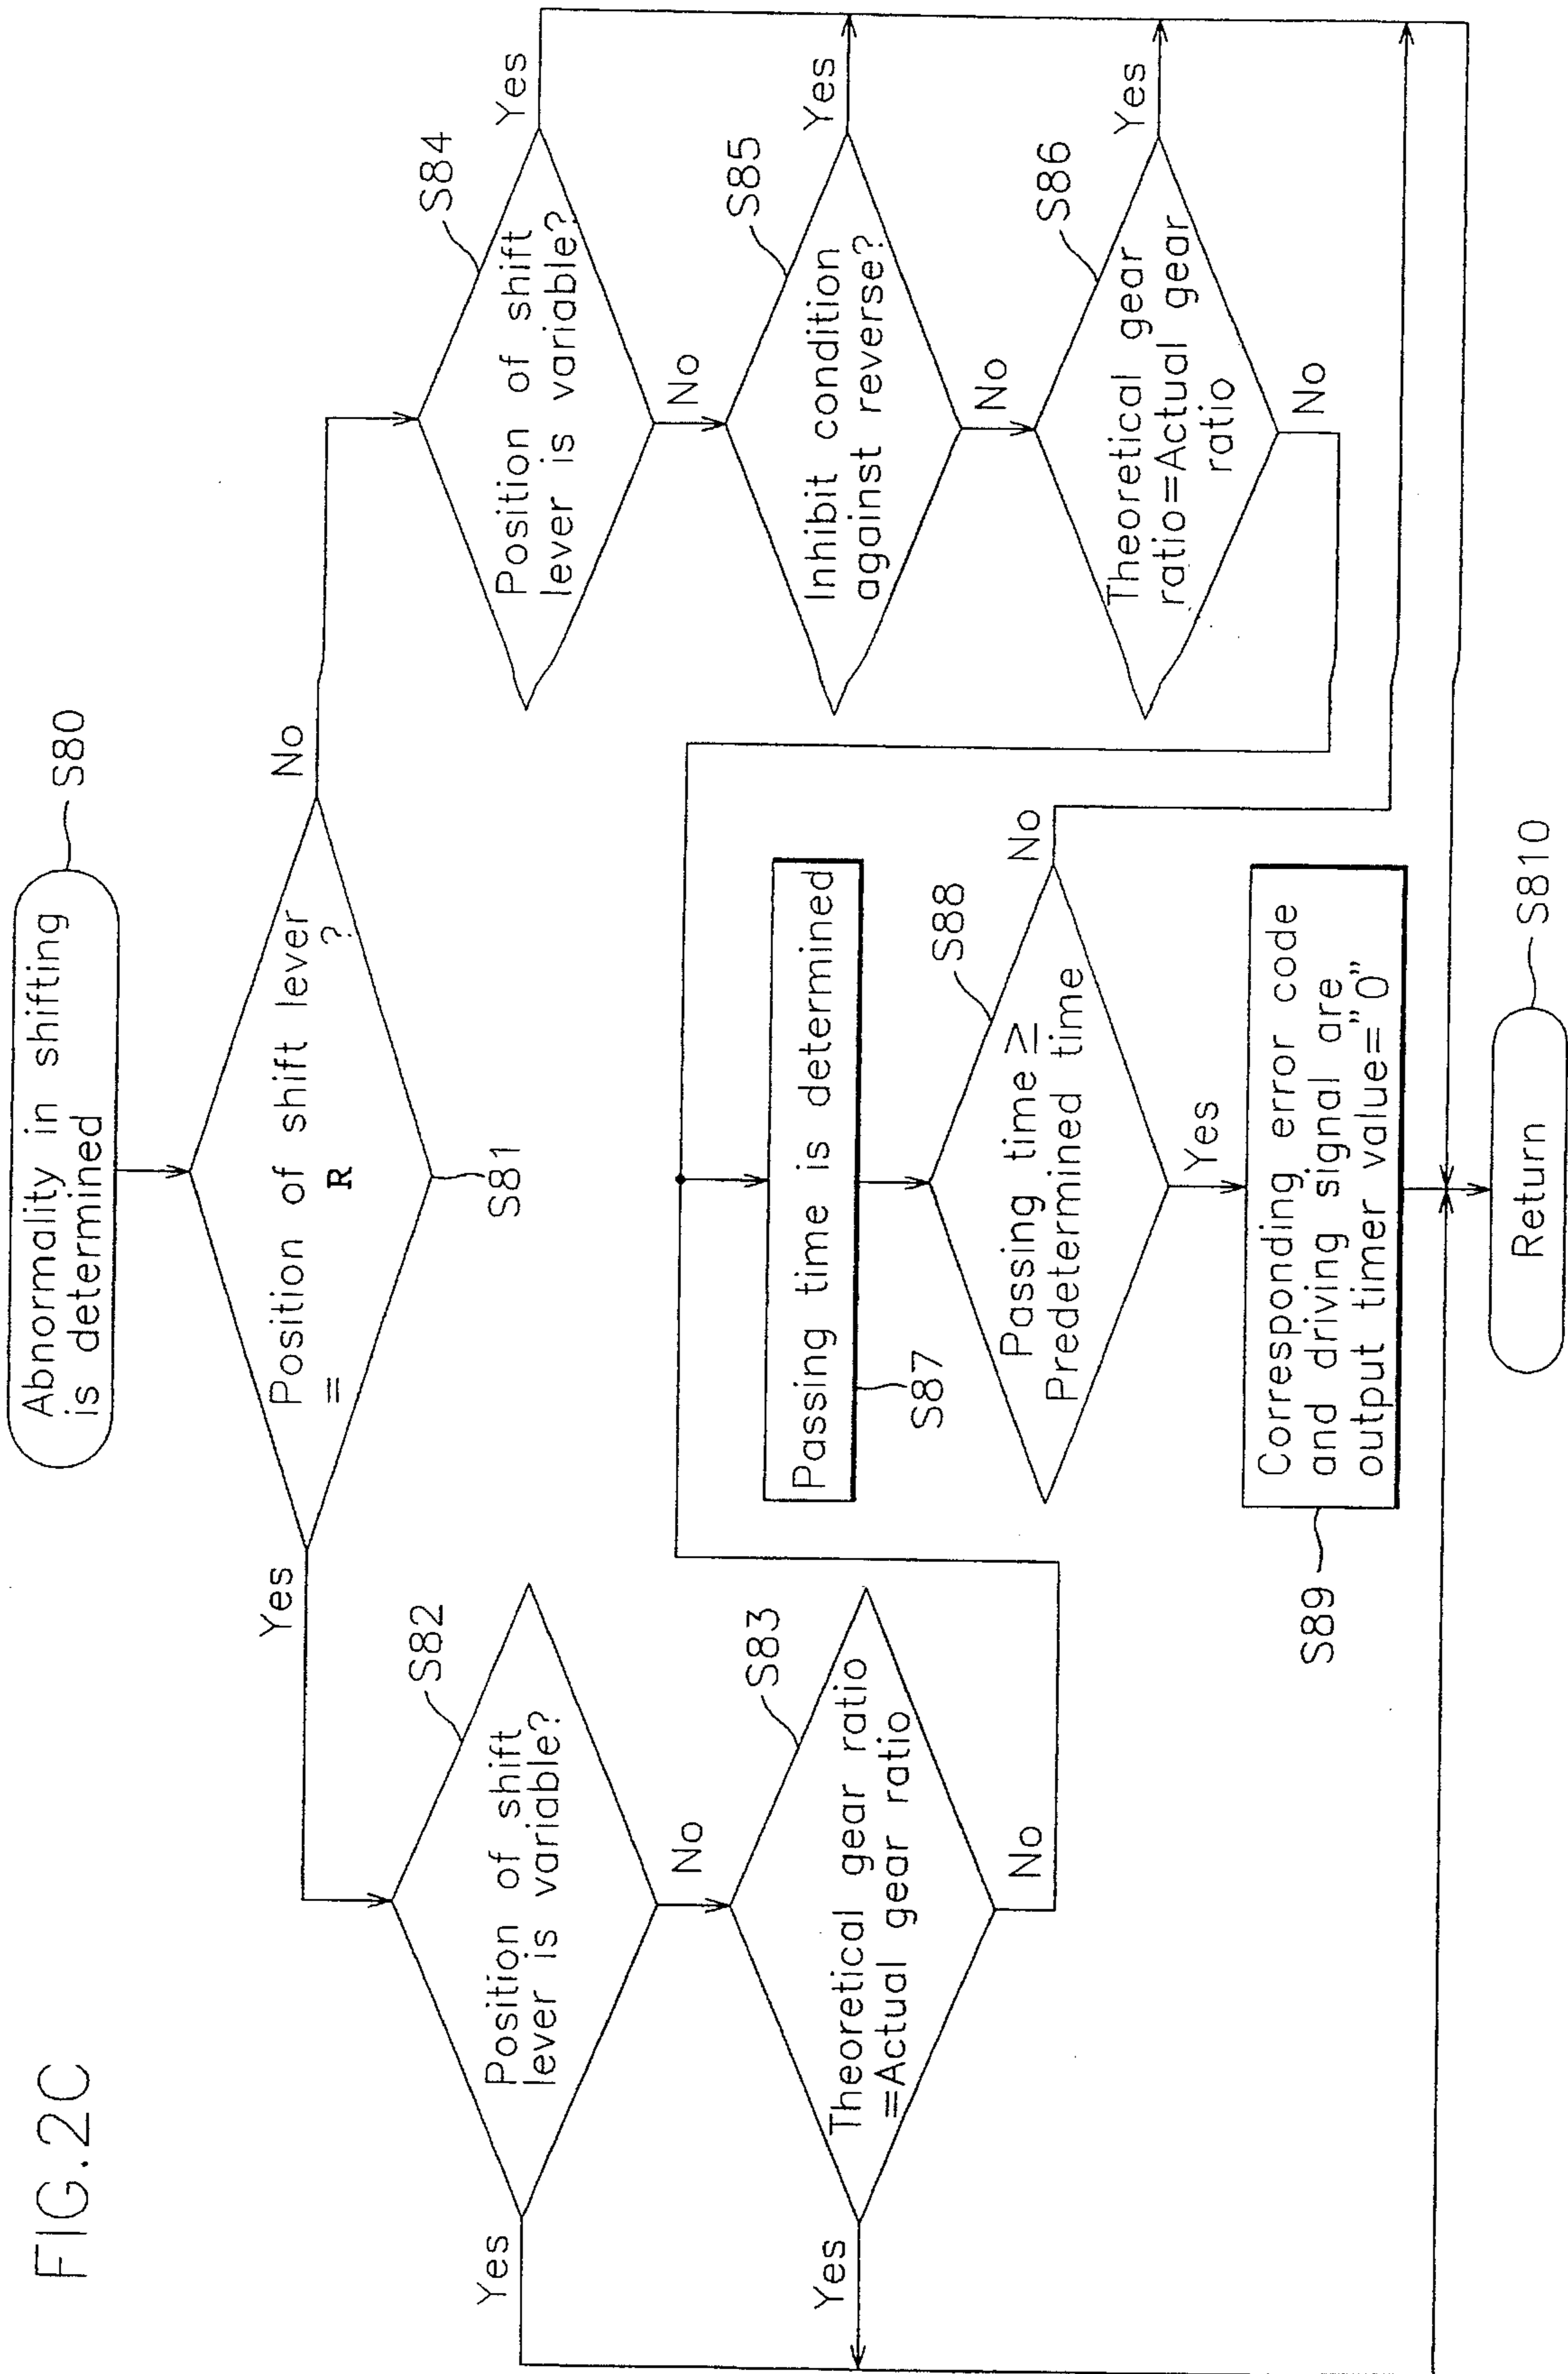 FIG.2C
Abnormality in shifting
is determined
S80
Position of shift lever
= R ?
S81
Yes
No
S82
Position of shift
lever is variable?
Yes
No
S83
Theoretical gear ratio
=Actual gear ratio
Yes
No
S84
Position of shift
lever is variable?
Yes
No
S85
Inhibit condition
against reverse?
Yes
No
S86
Theoretical gear
ratio=Actual gear
ratio
Yes
No
Passing time is determined
S87
S88
Passing time ≥
Predetermined time
No
Yes
Corresponding error code
and driving signal are
output timer value="0"
S89
Return
S810